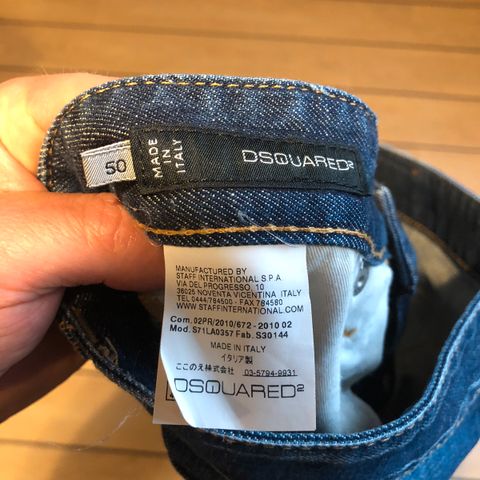 50
MADE
IN
ITALY
DSQUARED²
MANUFACTURED BY
STAFF INTERNATIONAL S.P.A
VIA DEL PROGRESSO, 10
36025 NOVENTA VICENTINA ITALY
TEL 0444/784500 - FAX 784580
WWW.STAFFINTERNATIONAL.COM
Com. 02PR/2010/672 - 2010 02
Mod. S71LA0357 Fab. S30144
MADE IN ITALY
イタリア製
ここのえ株式会社 03-5794-9931
DSQUARED²